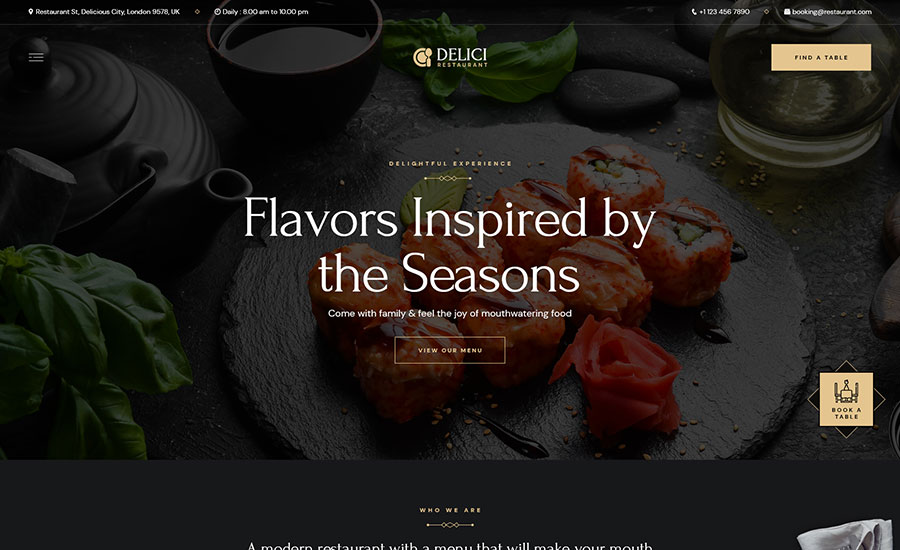 Restaurant St, Delicious City, London 9578, UK
Daily : 8.00 am to 10.00 pm
+1 123 456 7890
booking@restaurant.com
DELICI
RESTAURANT
FIND A TABLE
DELIGHTFUL EXPERIENCE
Flavors Inspired by
the Seasons
Come with family & feel the joy of mouthwatering food
VIEW OUR MENU
BOOK A
TABLE
WHO WE ARE
A modern restaurant with a menu that will make your mouth